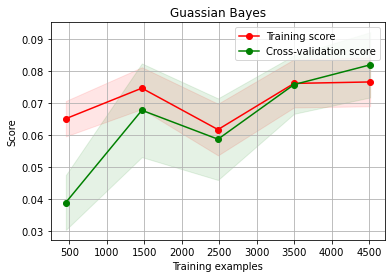 Guassian Bayes
Training score
Cross-validation score
Score
0.09
0.08
0.07
0.06
0.05
0.04
0.03
500 1000 1500 2000 2500 3000 3500 4000 4500
Training examples